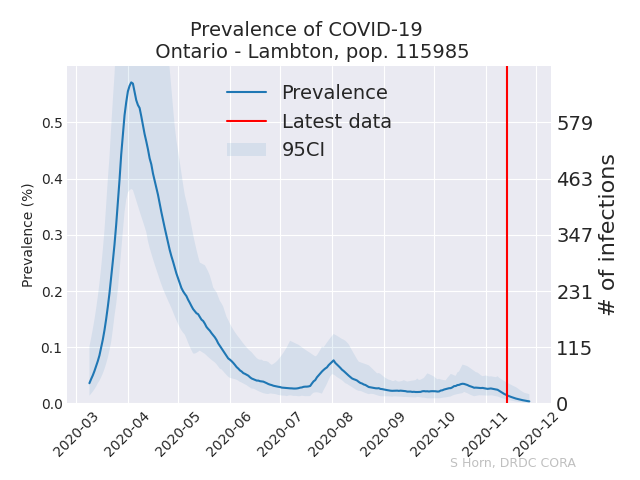 Prevalence of COVID-19
Ontario - Lambton, pop. 115985
Prevalence
Latest data
95CI
Prevalence (%)
0.5
0.4
0.3
0.2
0.1
0.0
579
463
347
231
115
0
# of infections
2020-03
2020-04
2020-05
2020-06
2020-07
2020-08
2020-09
2020-10
2020-11
2020-12
S Horn, DRDC CORA